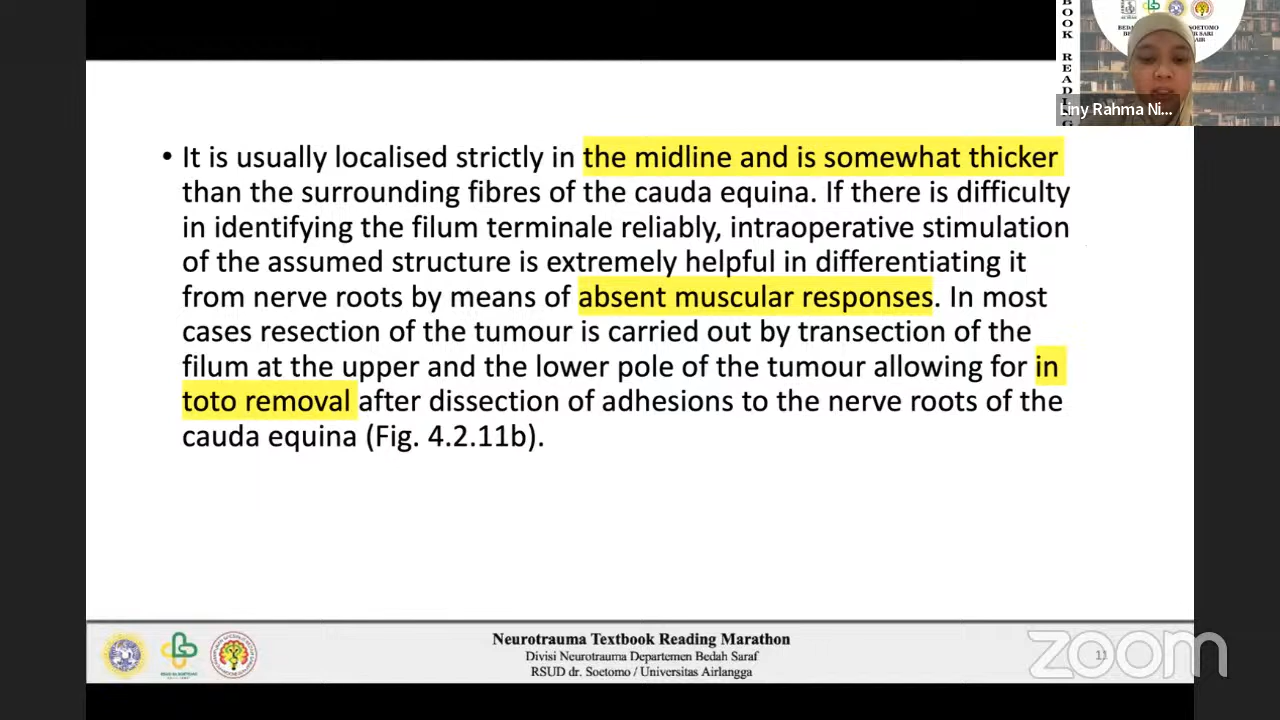 • It is usually localised strictly in the midline and is somewhat thicker
than the surrounding fibres of the cauda equina. If there is difficulty
in identifying the filum terminale reliably, intraoperative stimulation
of the assumed structure is extremely helpful in differentiating it
from nerve roots by means of absent muscular responses. In most
cases resection of the tumour is carried out by transection of the
filum at the upper and the lower pole of the tumour allowing for in
toto removal after dissection of adhesions to the nerve roots of the
cauda equina (Fig. 4.2.11b).
Liny Rahma Ni...
Neurotrauma Textbook Reading Marathon
Divisi Neurotrauma Departemen Bedah Saraf
RSUD dr. Soetomo / Universitas Airlangga
11
zoom